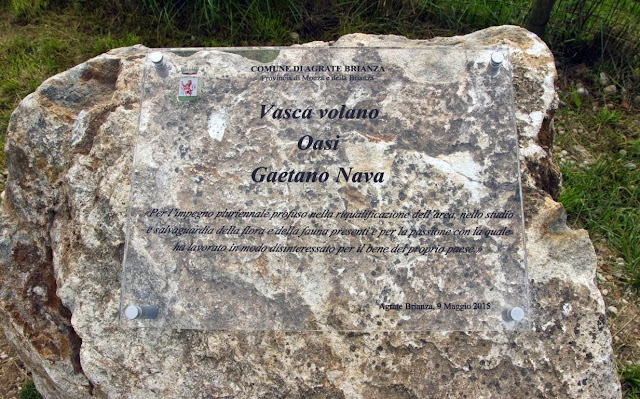 COMUNE DI AGRATE BRIANZA
Provincia di Monza e della Brianza
Vasca volano
Oasi
Gaetano Nava
«Per l'impegno pluriennale profuso nella riqualificazione dell'area, nello studio
e salvaguardia della flora e della fauna presenti e per la passione con la quale
ha lavorato in modo disinteressato per il bene del proprio paese.»
Agrate Brianza, 9 Maggio 2015